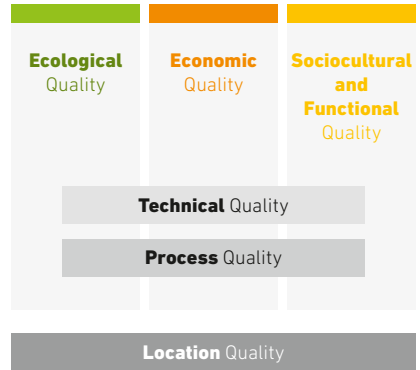 Ecological
Quality
Economic
Quality
Sociocultural
and
Functional
Quality
Technical Quality
Process Quality
Location Quality